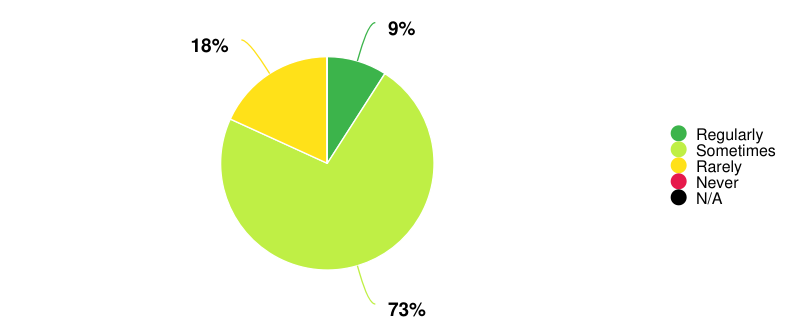 9%
18%
73%
Regularly
Sometimes
Rarely
Never
N/A